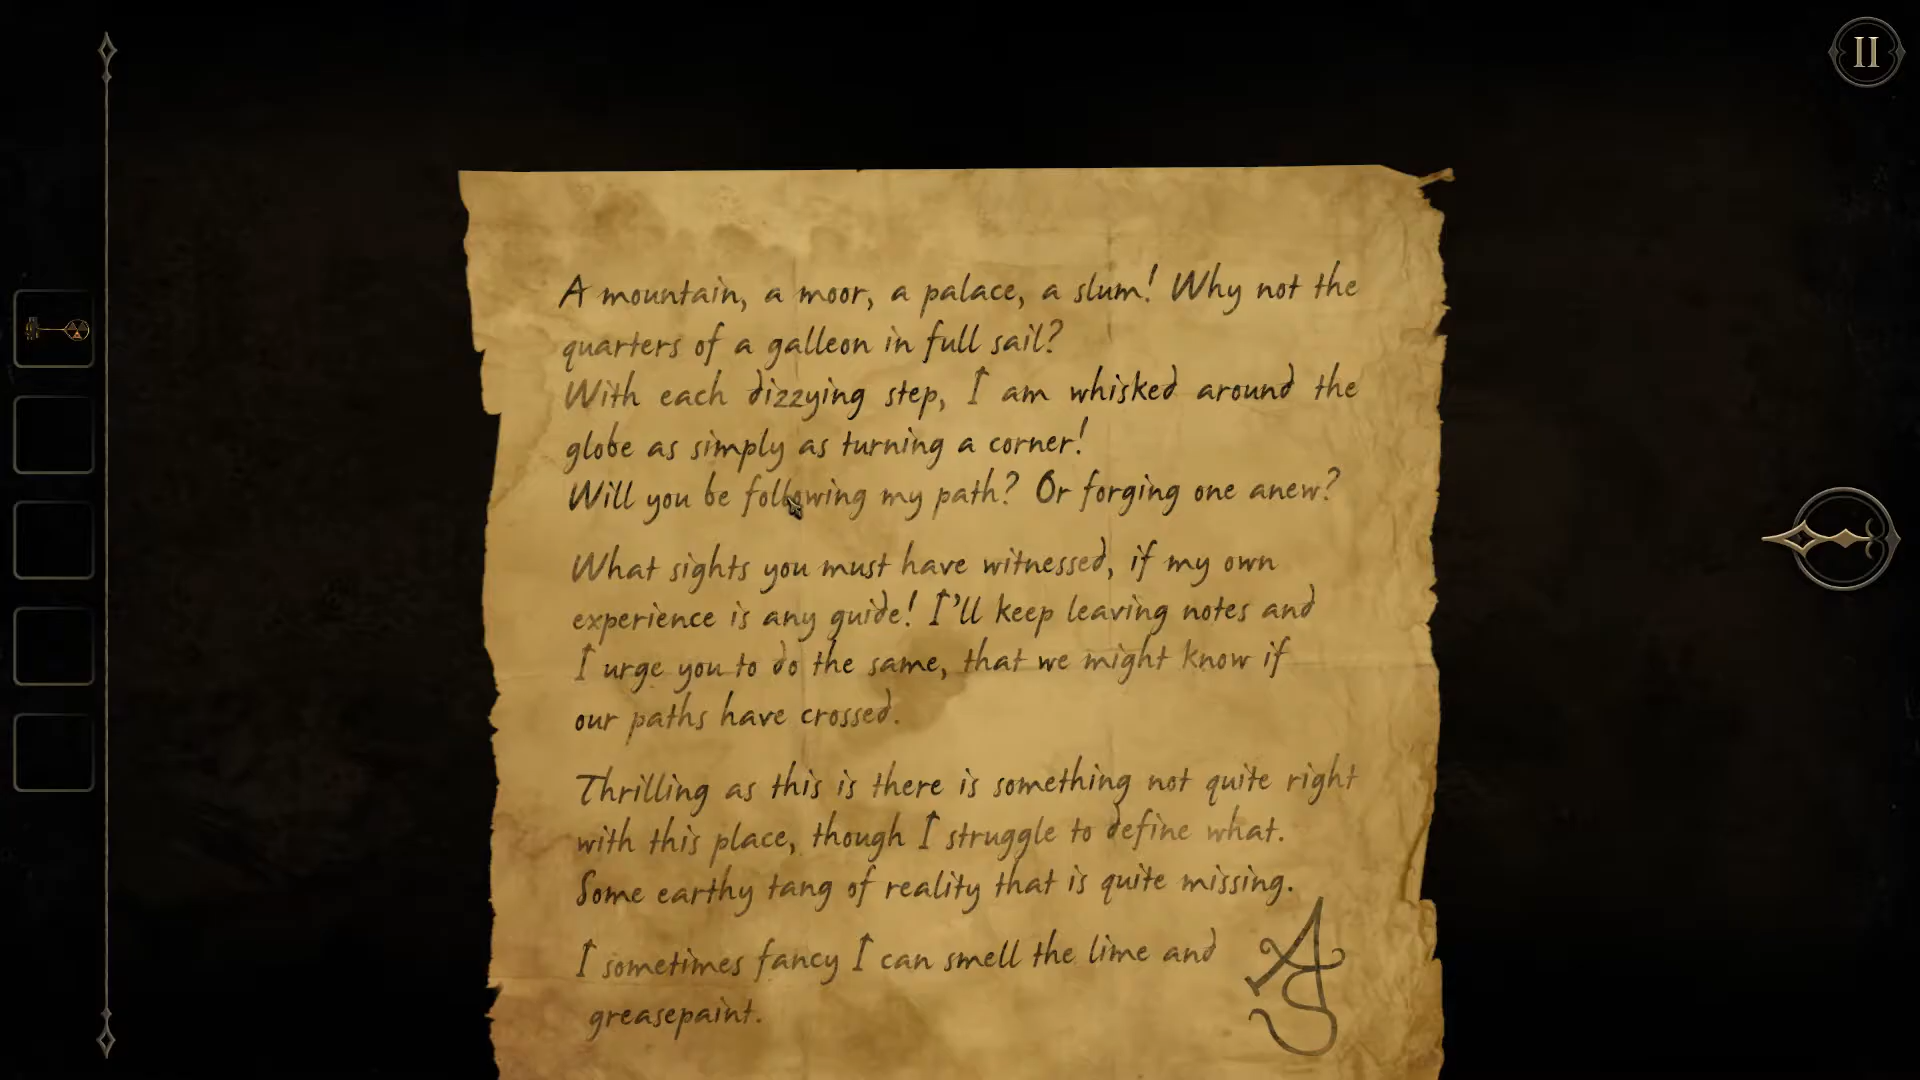 A mountain, a moor, a palace, a slum! Why not the
quarters of a galleon in full sail?
With each dizzying step, I am whisked around the
globe as simply as turning a corner!
Will you be following my path? Or forging one anew?
What sights you must have witnessed, if my own
experience is any guide! I'll keep leaving notes and
I urge you to do the same, that we might know if
our paths have crossed.
Thrilling as this is there is something not quite right
with this place, though I struggle to define what.
Some earthy tang of reality that is quite missing.
I sometimes fancy I can smell the lime and
greasepaint.
AS